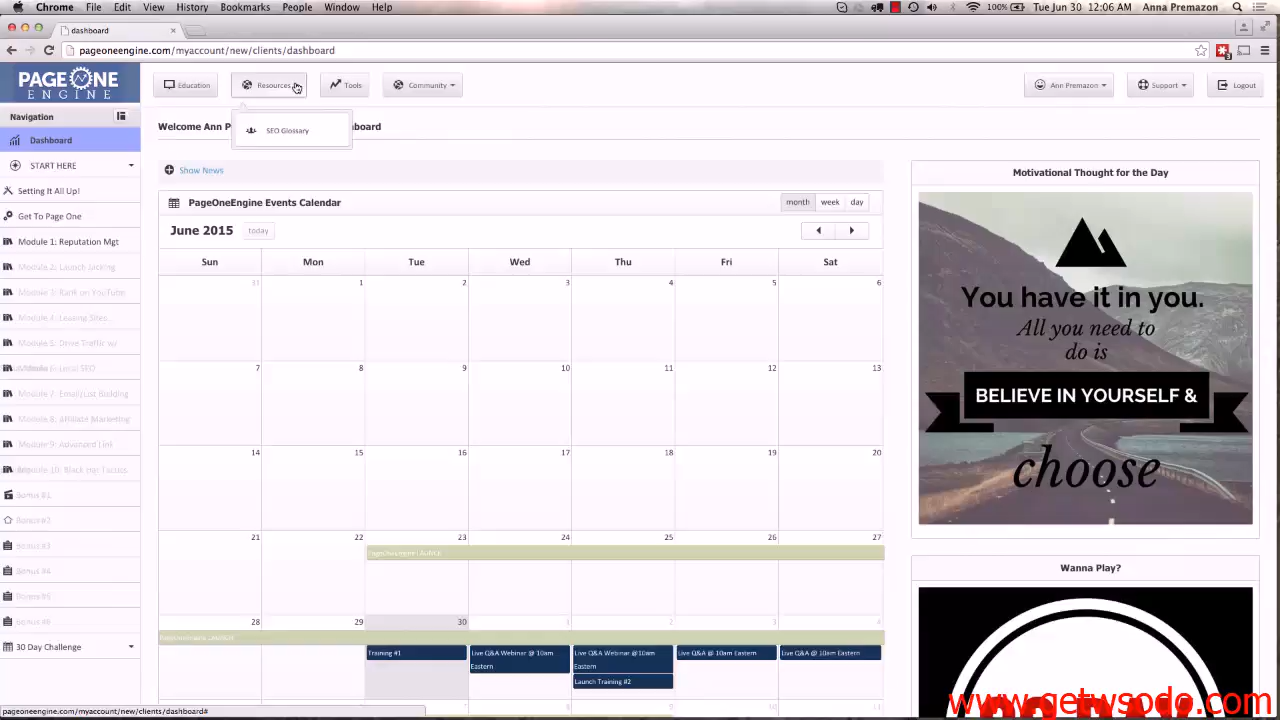 Chrome File Edit View History Bookmarks People Window Help
100% Tue Jun 30 12:06 AM Anna Premazon
dashboard
pageoneengine.com/myaccount/new/clients/dashboard
PAGE ONE
ENGINE
Education Resources Tools Community Ann Premazon Support Logout
SEO Glossary
Navigation
Dashboard
START HERE
Setting It All Up!
Get To Page One
Module 1: Reputation Mgt
Module 2: Launch Jacking
Module 3: Rank on YouTube
Module 4: Leasing Sites...
Module 5: Drive Traffic w/
Module 6: Local SEO
Module 7: Email/List Building
Module 8: Affiliate Marketing
Module 9: Advanced Link
Module 10: Black Hat Tactics
Bonus #1
Bonus #2
Bonus #3
Bonus #4
Bonus #5
Bonus #6
30 Day Challenge
Welcome Ann P
board
Show News
PageOneEngine Events Calendar
month week day
June 2015 today
Sun Mon Tue Wed Thu Fri Sat
31 1 2 3 4 5 6
7 8 9 10 11 12 13
14 15 16 17 18 19 20
21 22 23 24 25 26 27
PageOneEngine LAUNCH
28 29 30 1 2 3 4
PageOneEngine LAUNCH
Training #1
Live Q&A Webinar @ 10am
Eastern
Live Q&A Webinar @ 10am
Eastern
Launch Training #2
Live Q&A @ 10am Eastern
Live Q&A @ 10am Eastern
7 8 9 10
Motivational Thought for the Day
You have it in you.
All you need to
do is
BELIEVE IN YOURSELF &
choose
Wanna Play?
pageoneengine.com/myaccount/new/clients/dashboard#
www.getwsodo.com